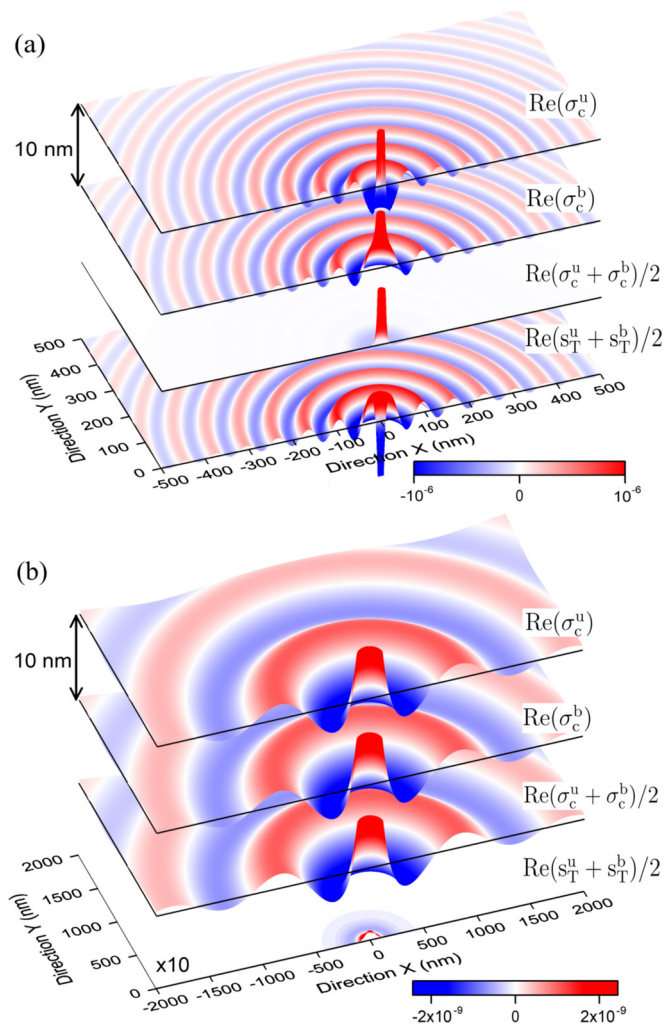 (a)
Re(σ_c^u)
10 nm
Re(σ_c^b)
Re(σ_c^u + σ_c^b)/2
Re(s_T^u + s_T^b)/2
500
400
300
200
100
0
Direction Y (nm)
-500
-400
-300
-200
-100
0
100
200
300
400
500
Direction X (nm)
-10^-6
0
10^-6
(b)
Re(σ_c^u)
10 nm
Re(σ_c^b)
Re(σ_c^u + σ_c^b)/2
Re(s_T^u + s_T^b)/2
2000
1500
1000
500
0
Direction Y (nm)
x10
-2000
-1500
-1000
-500
0
500
1000
1500
2000
Direction X (nm)
-2x10^-9
0
2x10^-9